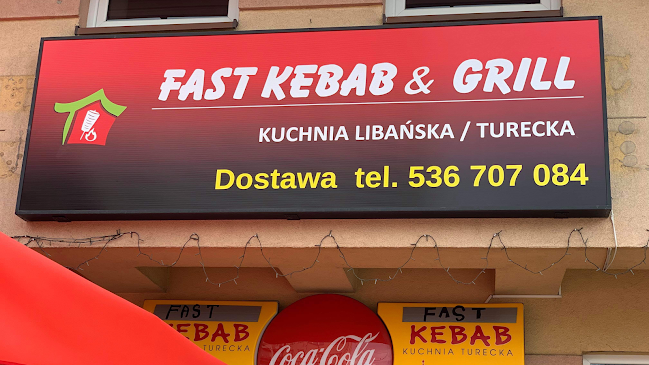 FAST KEBAB & GRILL
KUCHNIA LIBAŃSKA / TURECKA
Dostawa tel. 536 707 084
FAST
KEBAB
KUCHNIA TURECKA
Coca-Cola
FAST
KEBAB
KUCHNIA TURECKA